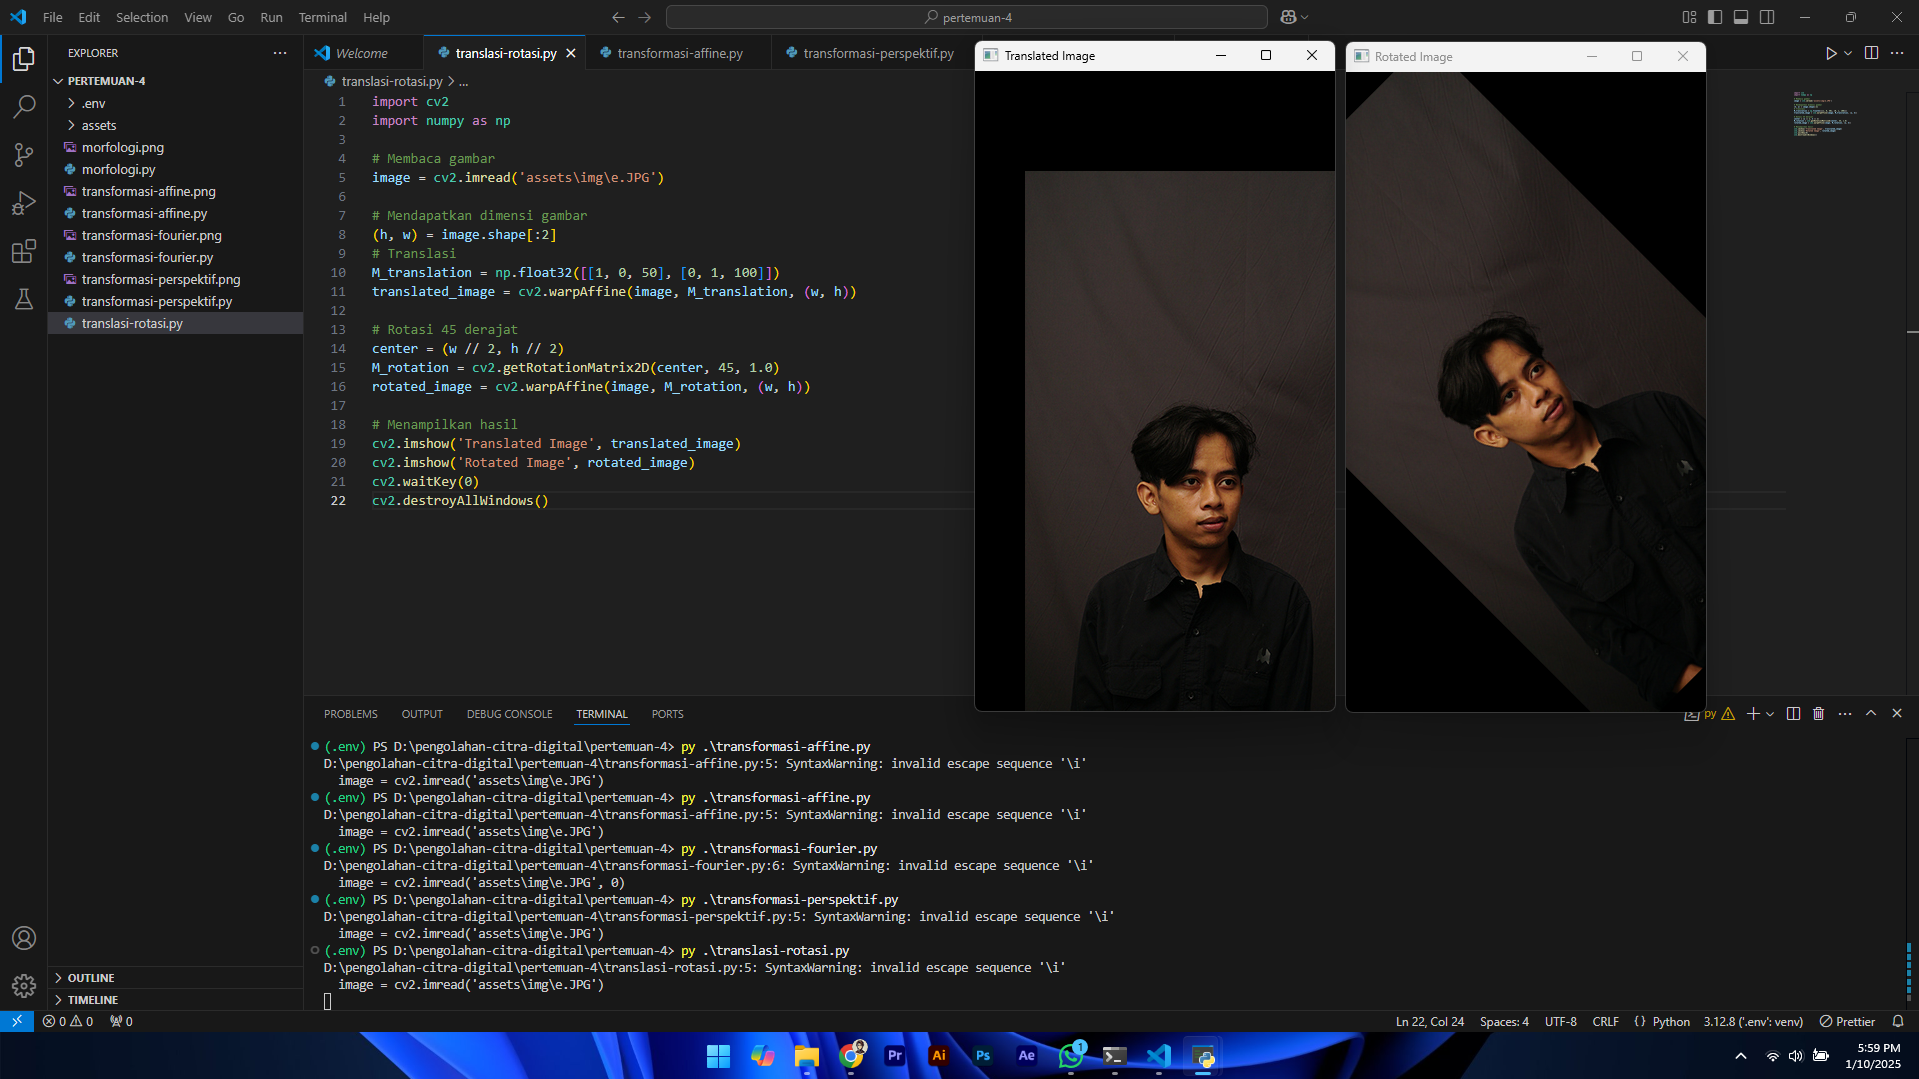 File Edit Selection View Go Run Terminal Help
pertemuan-4
EXPLORER
PERTEMUAN-4
.env
assets
morfologi.png
morfologi.py
transformasi-affine.png
transformasi-affine.py
transformasi-fourier.png
transformasi-fourier.py
transformasi-perspektif.png
transformasi-perspektif.py
translasi-rotasi.py
OUTLINE
TIMELINE
Welcome
translasi-rotasi.py
transformasi-affine.py
transformasi-perspektif.py
translasi-rotasi.py > ...
1 import cv2
2 import numpy as np
3
4 # Membaca gambar
5 image = cv2.imread('assets\img\e.JPG')
6
7 # Mendapatkan dimensi gambar
8 (h, w) = image.shape[:2]
9 # Translasi
10 M_translation = np.float32([[1, 0, 50], [0, 1, 100]])
11 translated_image = cv2.warpAffine(image, M_translation, (w, h))
12
13 # Rotasi 45 derajat
14 center = (w // 2, h // 2)
15 M_rotation = cv2.getRotationMatrix2D(center, 45, 1.0)
16 rotated_image = cv2.warpAffine(image, M_rotation, (w, h))
17
18 # Menampilkan hasil
19 cv2.imshow('Translated Image', translated_image)
20 cv2.imshow('Rotated Image', rotated_image)
21 cv2.waitKey(0)
22 cv2.destroyAllWindows()
Translated Image
Rotated Image
PROBLEMS OUTPUT DEBUG CONSOLE TERMINAL PORTS
py
(.env) PS D:\pengolahan-citra-digital\pertemuan-4> py .\transformasi-affine.py
D:\pengolahan-citra-digital\pertemuan-4\transformasi-affine.py:5: SyntaxWarning: invalid escape sequence '\i'
image = cv2.imread('assets\img\e.JPG')
(.env) PS D:\pengolahan-citra-digital\pertemuan-4> py .\transformasi-affine.py
D:\pengolahan-citra-digital\pertemuan-4\transformasi-affine.py:5: SyntaxWarning: invalid escape sequence '\i'
image = cv2.imread('assets\img\e.JPG')
(.env) PS D:\pengolahan-citra-digital\pertemuan-4> py .\transformasi-fourier.py
D:\pengolahan-citra-digital\pertemuan-4\transformasi-fourier.py:6: SyntaxWarning: invalid escape sequence '\i'
image = cv2.imread('assets\img\e.JPG', 0)
(.env) PS D:\pengolahan-citra-digital\pertemuan-4> py .\transformasi-perspektif.py
D:\pengolahan-citra-digital\pertemuan-4\transformasi-perspektif.py:5: SyntaxWarning: invalid escape sequence '\i'
image = cv2.imread('assets\img\e.JPG')
(.env) PS D:\pengolahan-citra-digital\pertemuan-4> py .\translasi-rotasi.py
D:\pengolahan-citra-digital\pertemuan-4\translasi-rotasi.py:5: SyntaxWarning: invalid escape sequence '\i'
image = cv2.imread('assets\img\e.JPG')
0 0 0
Ln 22, Col 24 Spaces: 4 UTF-8 CRLF {} Python 3.12.8 ('.env': venv) Prettier
Pr Ai Ps Ae 1
5:59 PM
1/10/2025